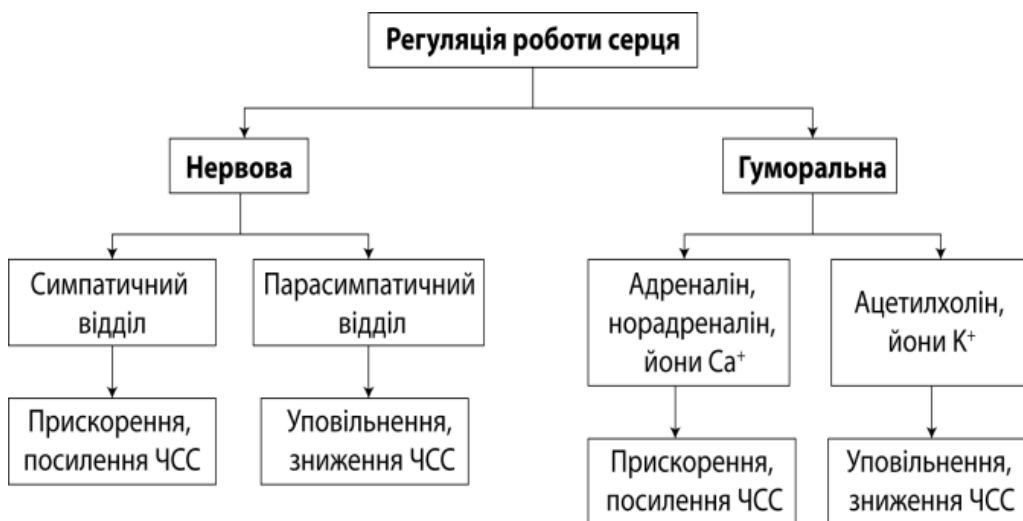 Регуляція роботи серця
Нервова
Гуморальна
Симпатичний
відділ
Парасимпатичний
відділ
Адреналін,
норадреналін,
йони Ca⁺
Ацетилхолін,
йони K⁺
Прискорення,
посилення ЧСС
Уповільнення,
зниження ЧСС
Прискорення,
посилення ЧСС
Уповільнення,
зниження ЧСС